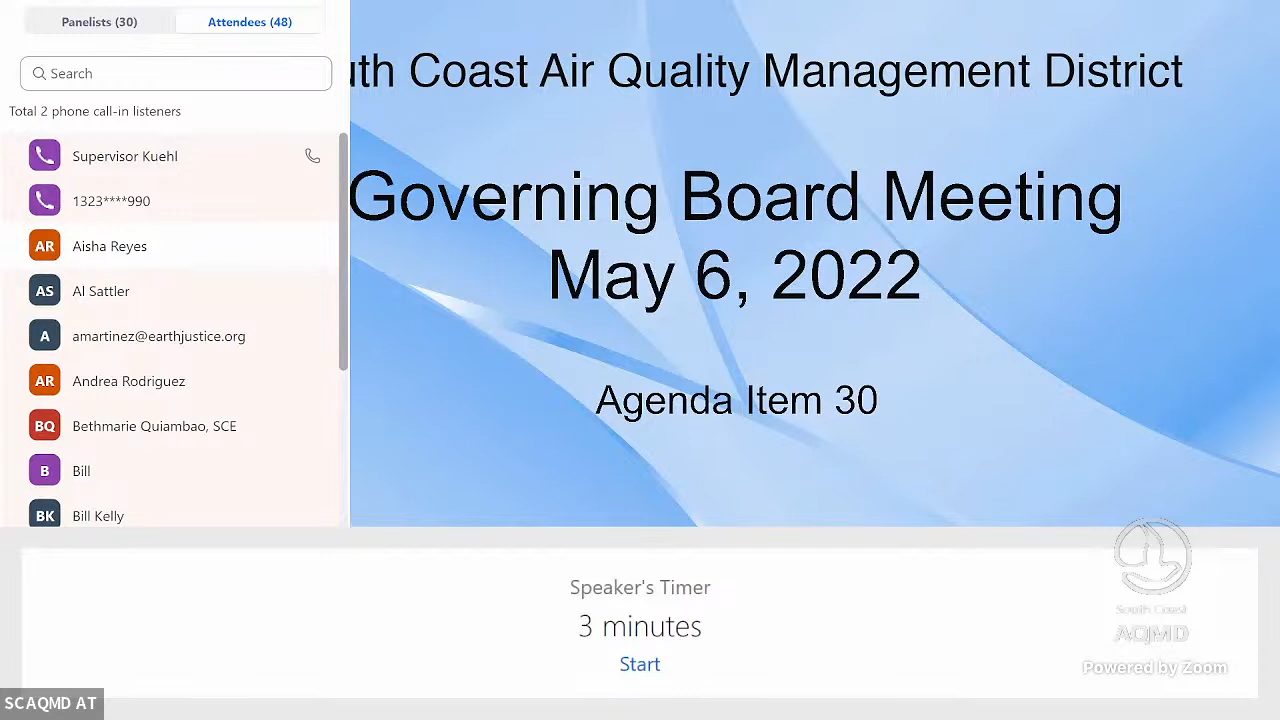 Panelists (30)
Attendees (48)
Search
Total 2 phone call-in listeners
Supervisor Kuehl
1323****990
AR Aisha Reyes
AS Al Sattler
A amartinez@earthjustice.org
AR Andrea Rodriguez
BQ Bethmarie Quiambao, SCE
B Bill
BK Bill Kelly
uth Coast Air Quality Management District
Governing Board Meeting
May 6, 2022
Agenda Item 30
Speaker's Timer
3 minutes
Start
South Coast
AQMD
Powered by Zoom
SCAQMD AT